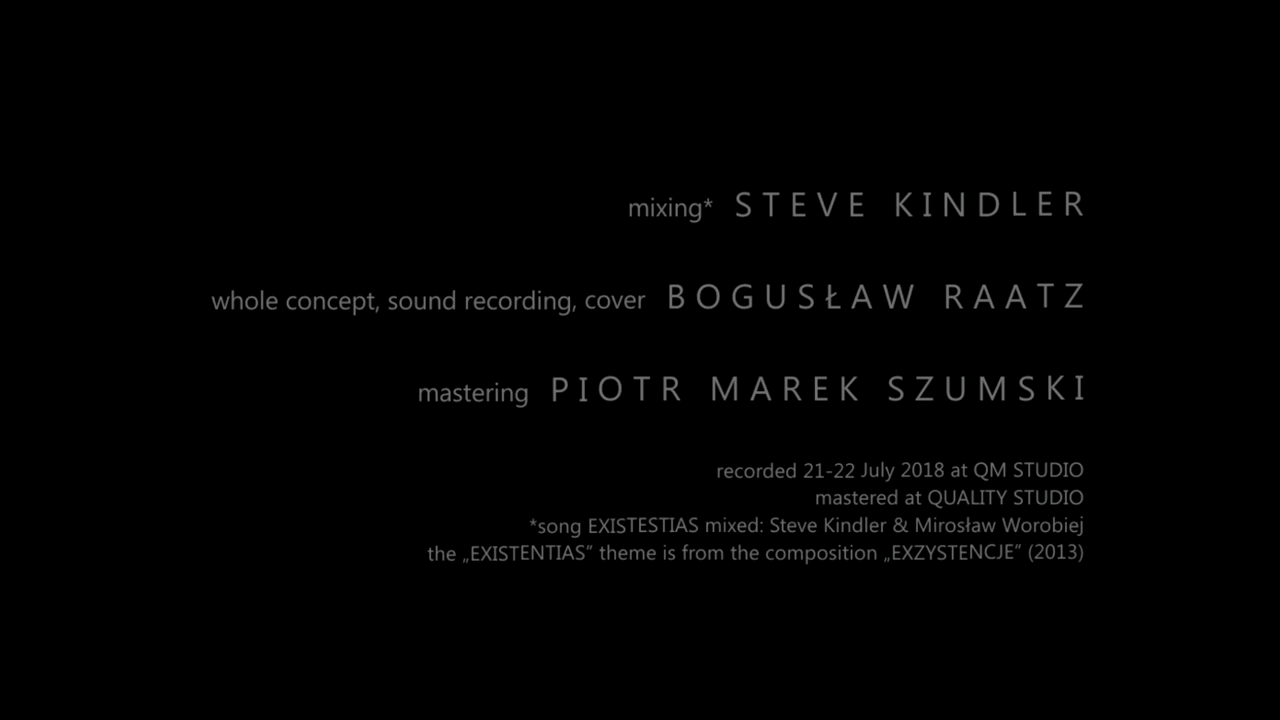 mixing* STEVE KINDLER
whole concept, sound recording, cover BOGUSŁAW RAATZ
mastering PIOTR MAREK SZUMSKI
recorded 21-22 July 2018 at QM STUDIO
mastered at QUALITY STUDIO
*song EXISTESTIAS mixed: Steve Kindler & Mirosław Worobiej
the „EXISTENTIAS” theme is from the composition „EXZYSTENCJE” (2013)